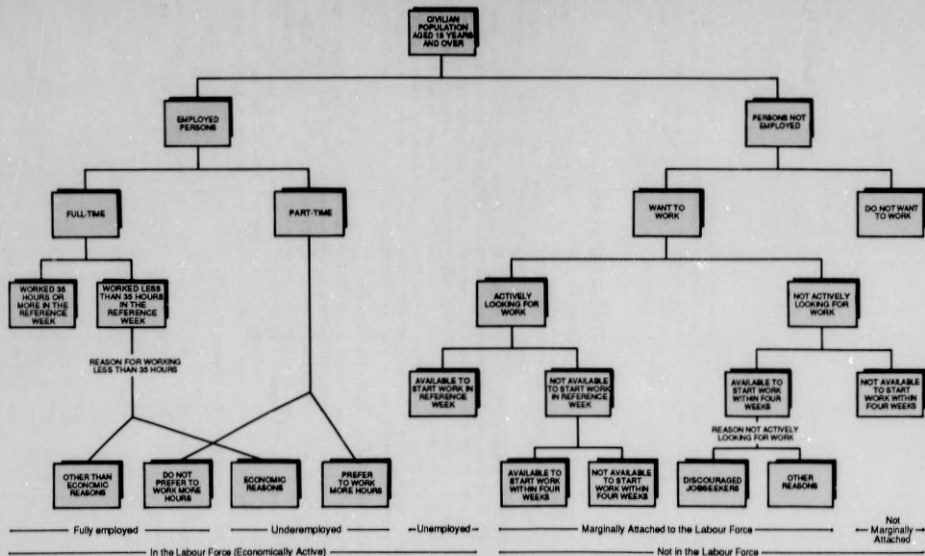 CIVILIAN
POPULATION
AGED 15 YEARS
AND OVER
EMPLOYED
PERSONS
PERSONS NOT
EMPLOYED
FULL-TIME
PART-TIME
WANT TO
WORK
DO NOT WANT
TO WORK
WORKED 35
HOURS OR
MORE IN THE
REFERENCE
WEEK
WORKED LESS
THAN 35 HOURS
IN THE
REFERENCE
WEEK
ACTIVELY
LOOKING FOR
WORK
NOT ACTIVELY
LOOKING FOR
WORK
REASON FOR WORKING
LESS THAN 35 HOURS
AVAILABLE TO
START WORK IN
REFERENCE
WEEK
NOT AVAILABLE
TO START WORK
IN REFERENCE
WEEK
AVAILABLE TO
START WORK
WITHIN FOUR
WEEKS
NOT AVAILABLE
TO START
WORK WITHIN
FOUR WEEKS
REASON NOT ACTIVELY
LOOKING FOR WORK
OTHER THAN
ECONOMIC
REASONS
DO NOT
PREFER TO
WORK MORE
HOURS
ECONOMIC
REASONS
PREFER
TO WORK
MORE HOURS
AVAILABLE TO
START WORK
WITHIN FOUR
WEEKS
NOT AVAILABLE
TO START
WORK WITHIN
FOUR WEEKS
DISCOURAGED
JOBSEEKERS
OTHER
REASONS
Fully employed
Underemployed
Unemployed
Marginally Attached to the Labour Force
Not
Marginally
Attached
In the Labour Force (Economically Active)
Not in the Labour Force